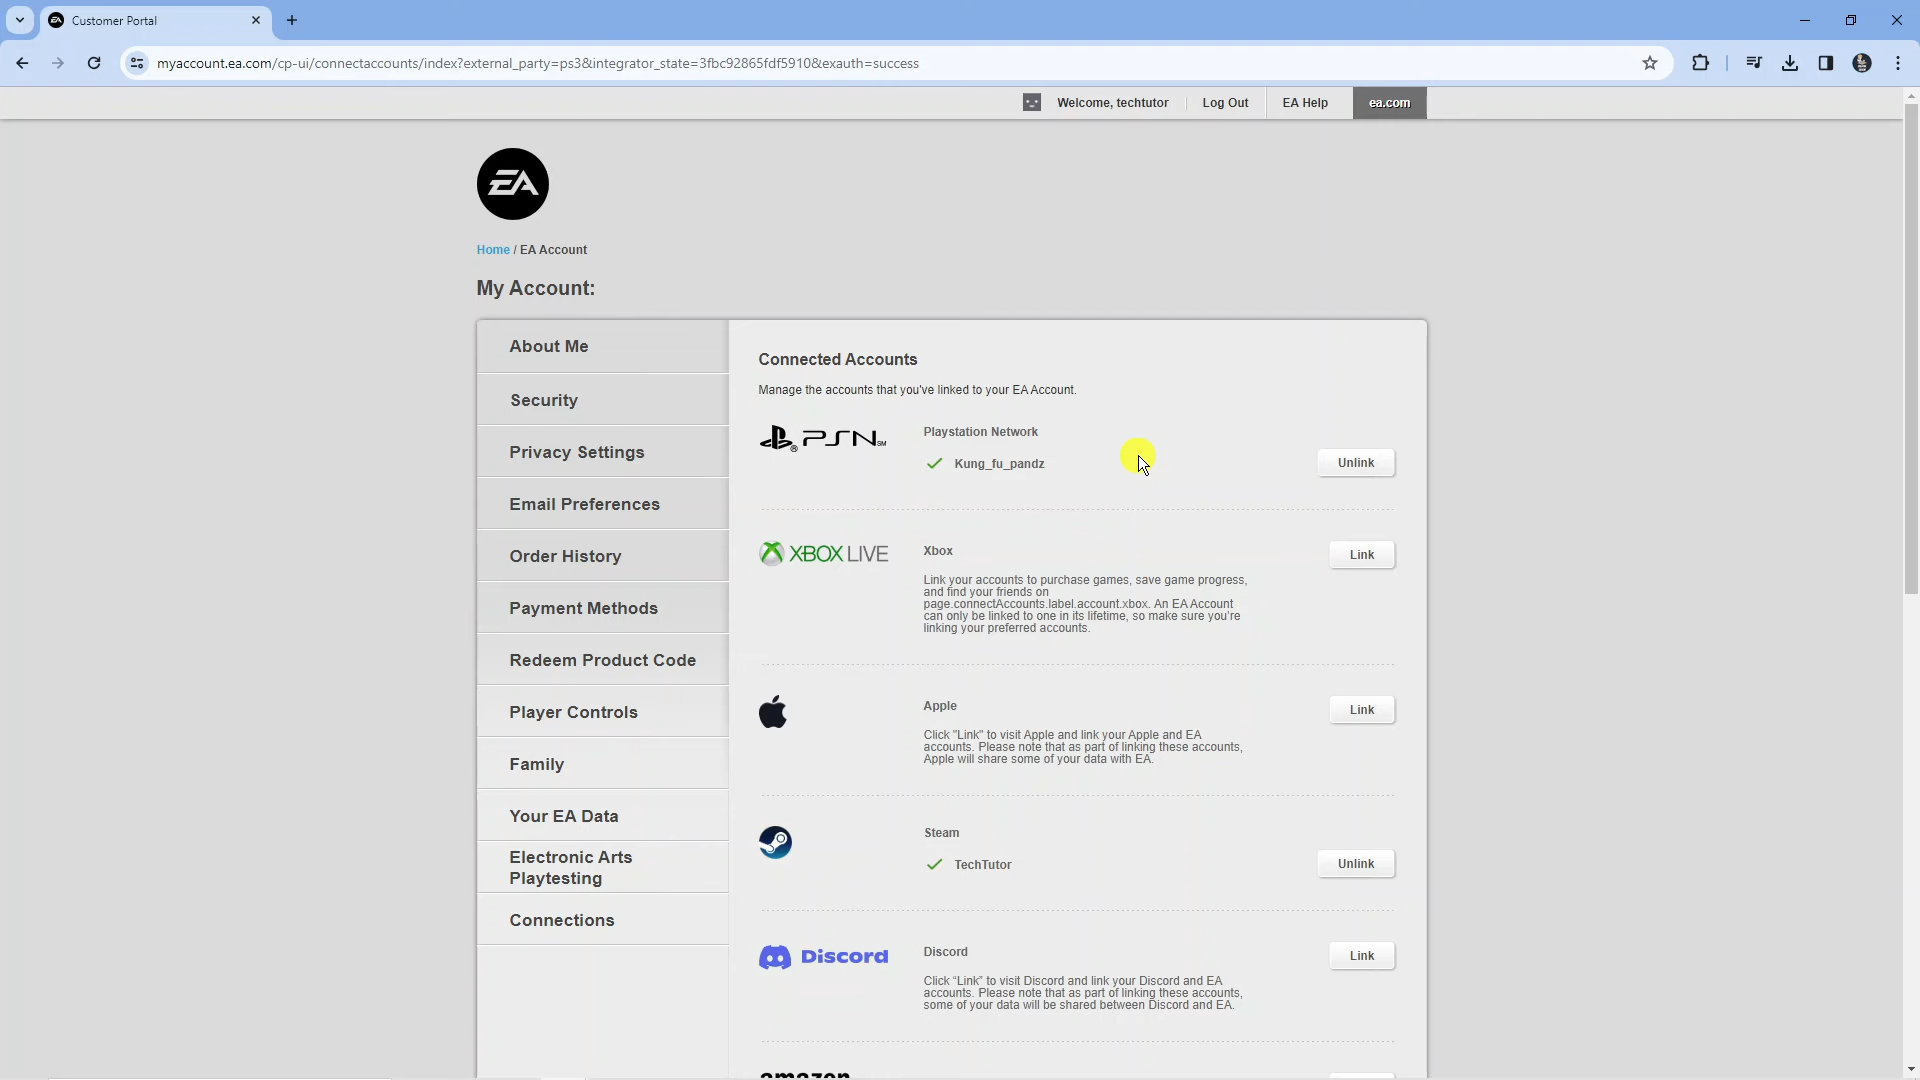 Customer Portal
myaccount.ea.com/cp-ui/connectaccounts/index?external_party=ps3&integrator_state=3fbc92865fdf5910&exauth=success
Welcome, techtutor
Log Out
EA Help
ea.com
EA
Home / EA Account
My Account:
About Me
Security
Privacy Settings
Email Preferences
Order History
Payment Methods
Redeem Product Code
Player Controls
Family
Your EA Data
Electronic Arts
Playtesting
Connections
Connected Accounts
Manage the accounts that you've linked to your EA Account.
PSN
Playstation Network
Kung_fu_pandz
Unlink
XBOX LIVE
Xbox
Link your accounts to purchase games, save game progress,
and find your friends on
page.connectAccounts.label.account.xbox. An EA Account
can only be linked to one in its lifetime, so make sure you're
linking your preferred accounts.
Link
Apple
Click "Link" to visit Apple and link your Apple and EA
accounts. Please note that as part of linking these accounts,
Apple will share some of your data with EA.
Link
Steam
TechTutor
Unlink
Discord
Discord
Click “Link” to visit Discord and link your Discord and EA
accounts. Please note that as part of linking these accounts,
some of your data will be shared between Discord and EA.
Link
amazon